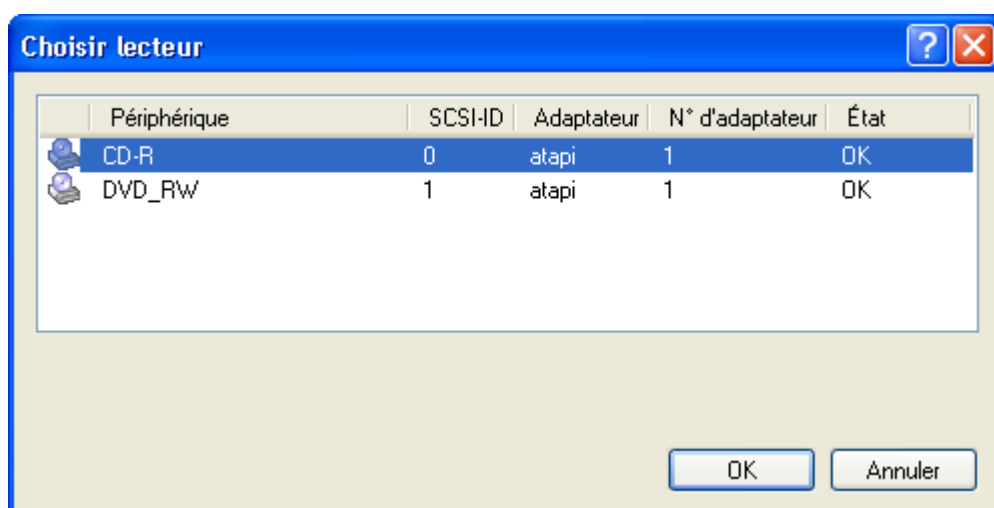 Choisir lecteur
Périphérique SCSI-ID Adaptateur N° d'adaptateur État
CD-R 0 atapi 1 OK
DVD_RW 1 atapi 1 OK
OK Annuler